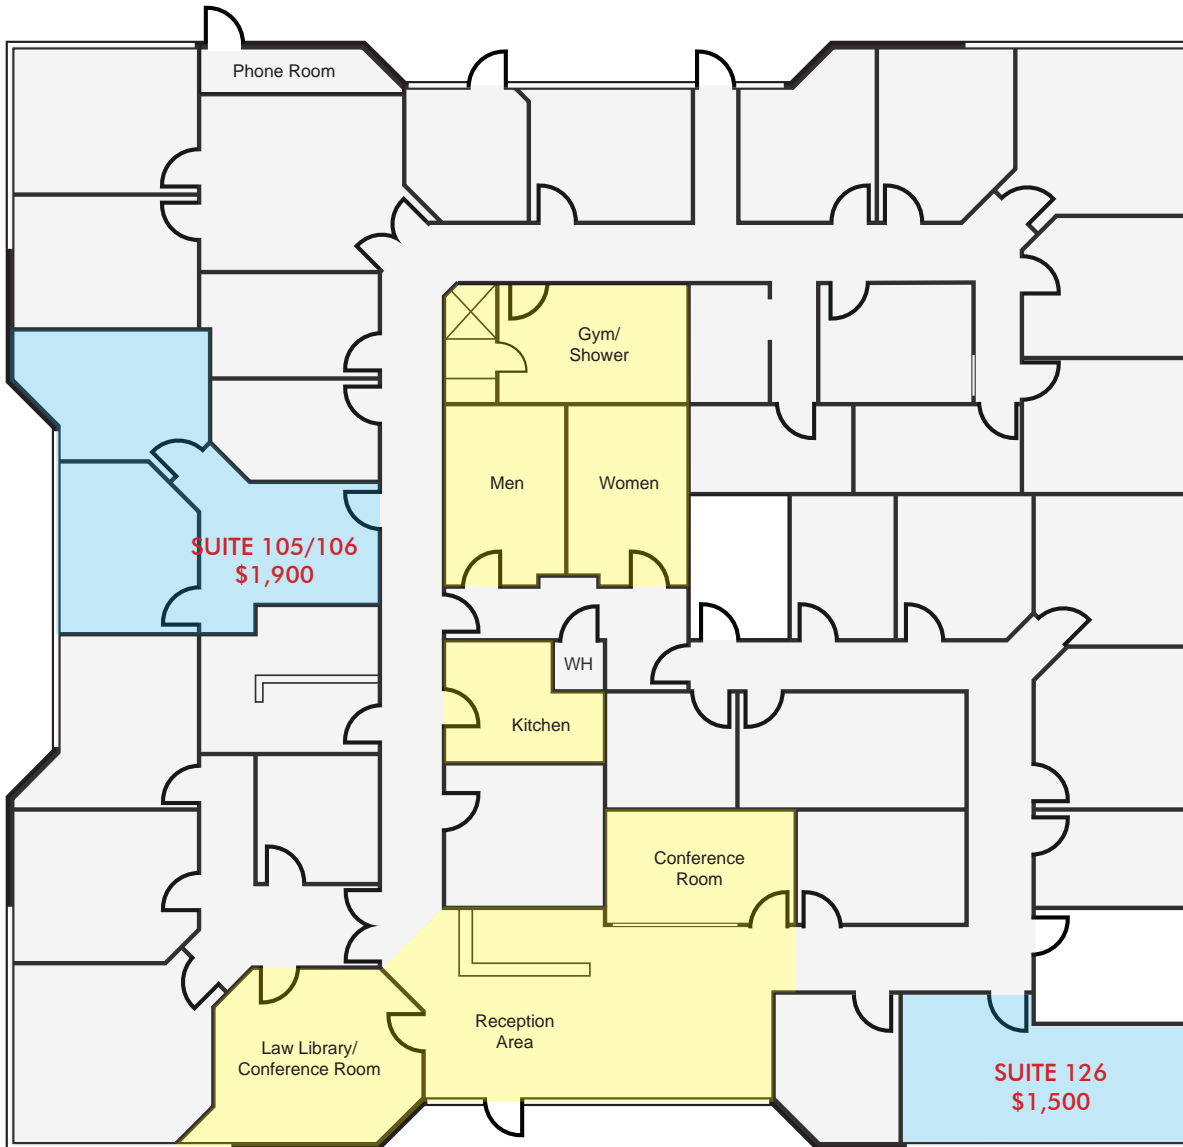 Phone Room
Gym/
Shower
Men
Women
SUITE 105/106
$1,900
WH
Kitchen
Conference
Room
Reception
Area
Law Library/
Conference Room
SUITE 126
$1,500